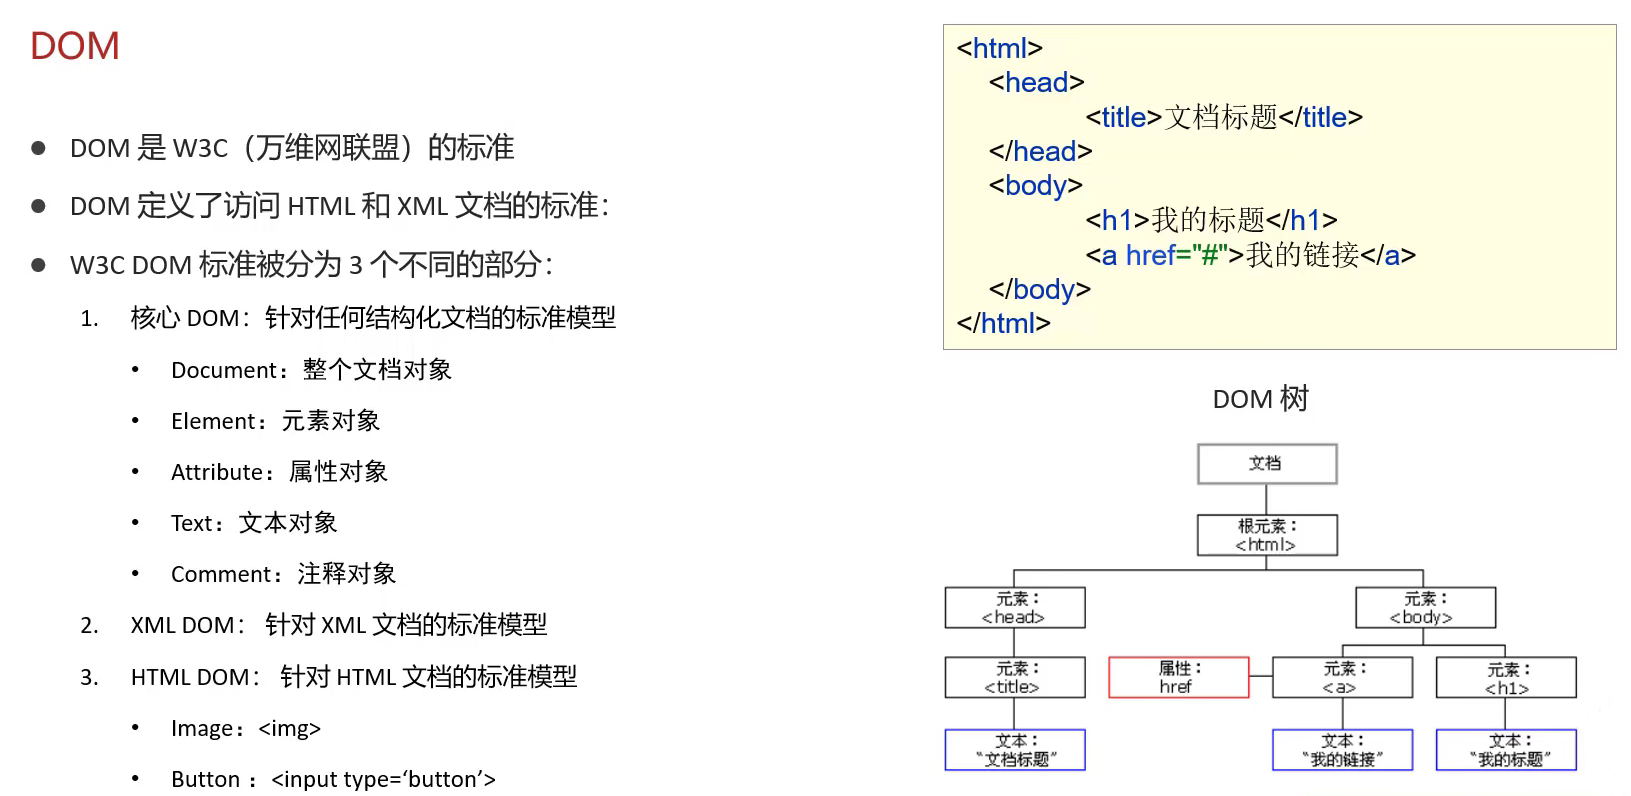 DOM
DOM 是 W3C（万维网联盟）的标准
DOM 定义了访问 HTML 和 XML 文档的标准：
W3C DOM 标准被分为 3 个不同的部分：
1. 核心 DOM：针对任何结构化文档的标准模型
• Document：整个文档对象
• Element：元素对象
• Attribute：属性对象
• Text：文本对象
• Comment：注释对象
2. XML DOM： 针对 XML 文档的标准模型
3. HTML DOM： 针对 HTML 文档的标准模型
• Image：<img>
• Button ：<input type=‘button’>
<html>
<head>
<title>文档标题</title>
</head>
<body>
<h1>我的标题</h1>
<a href="#">我的链接</a>
</body>
</html>
DOM 树
文档
根元素：
<html>
元素：
<head>
元素：
<body>
元素：
<title>
属性：
href
元素：
<a>
元素：
<h1>
文本：
“文档标题”
文本：
“我的链接”
文本：
“我的标题”